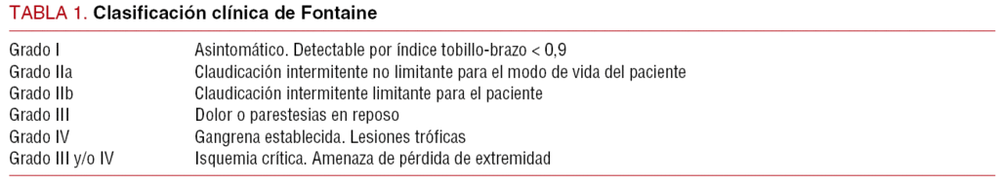 TABLA 1. Clasificación clínica de Fontaine
Grado I Asintomático. Detectable por índice tobillo-brazo < 0,9
Grado IIa Claudicación intermitente no limitante para el modo de vida del paciente
Grado IIb Claudicación intermitente limitante para el paciente
Grado III Dolor o parestesias en reposo
Grado IV Gangrena establecida. Lesiones tróficas
Grado III y/o IV Isquemia crítica. Amenaza de pérdida de extremidad